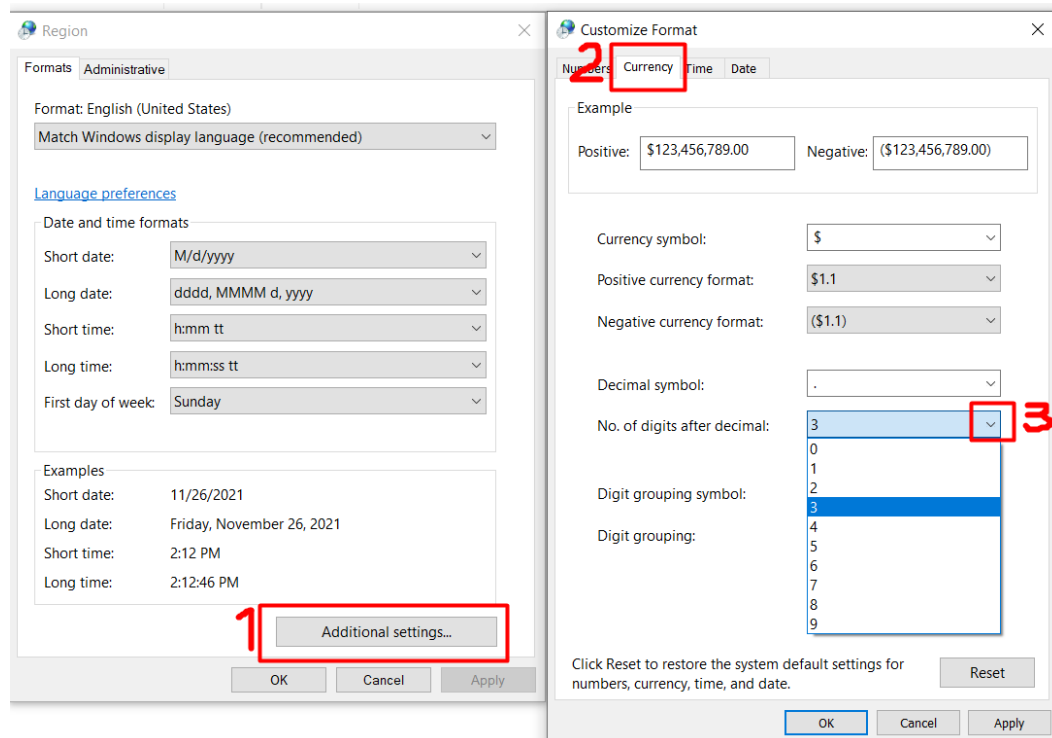 Region
Formats
Administrative
Format: English (United States)
Match Windows display language (recommended)
Language preferences
Date and time formats
Short date:
M/d/yyyy
Long date:
dddd, MMMM d, yyyy
Short time:
h:mm tt
Long time:
h:mm:ss tt
First day of week:
Sunday
Examples
Short date:
11/26/2021
Long date:
Friday, November 26, 2021
Short time:
2:12 PM
Long time:
2:12:46 PM
1
Additional settings...
OK
Cancel
Apply
Customize Format
2
Numbers
Currency
Time
Date
Example
Positive:
$123,456,789.00
Negative:
($123,456,789.00)
Currency symbol:
$
Positive currency format:
$1.1
Negative currency format:
($1.1)
Decimal symbol:
.
No. of digits after decimal:
3
3
0
1
2
3
4
5
6
7
8
9
Digit grouping symbol:
Digit grouping:
Click Reset to restore the system default settings for
numbers, currency, time, and date.
Reset
OK
Cancel
Apply